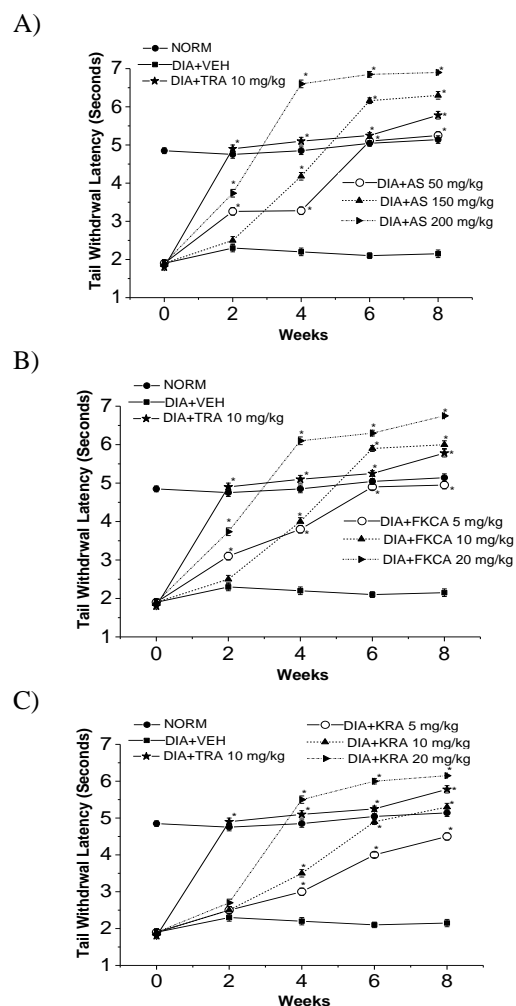 A)
NORM
DIA+VEH
DIA+TRA 10 mg/kg
7
6
5
4
3
2
1
Tail Withdrwal Latency (Seconds)
DIA+AS 50 mg/kg
DIA+AS 150 mg/kg
DIA+AS 200 mg/kg
0 2 4 6 8
Weeks
B)
NORM
DIA+VEH
DIA+TRA 10 mg/kg
7
6
5
4
3
2
1
Tail Withdrwal Latency (Seconds)
DIA+FKCA 5 mg/kg
DIA+FKCA 10 mg/kg
DIA+FKCA 20 mg/kg
0 2 4 6 8
Weeks
C)
NORM
DIA+VEH
DIA+TRA 10 mg/kg
DIA+KRA 5 mg/kg
DIA+KRA 10 mg/kg
DIA+KRA 20 mg/kg
7
6
5
4
3
2
1
Tail Withdrwal Latency (Seconds)
0 2 4 6 8
Weeks